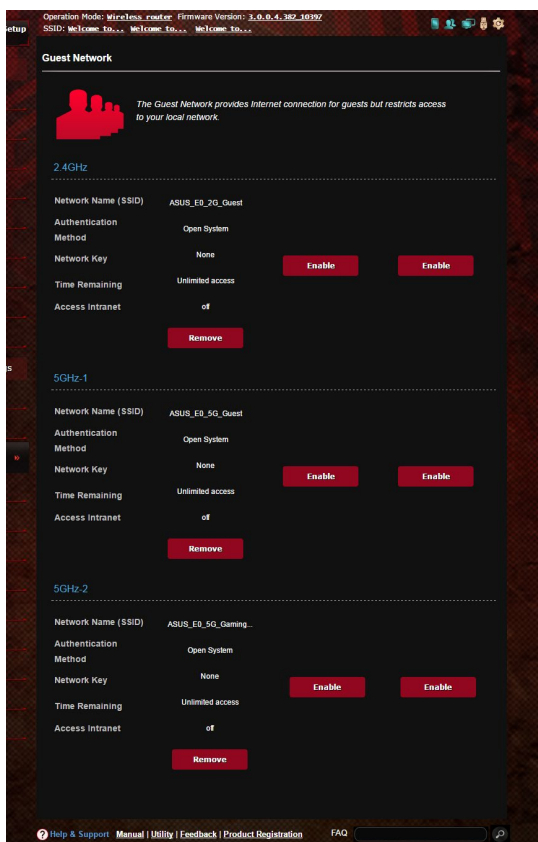 Operation Mode: Wireless router Firmware Version: 3.0.0.4.382_10397
Setup SSID: Welcome to... Welcome to... Welcome to...
Guest Network
The Guest Network provides Internet connection for guests but restricts access
to your local network.
2.4GHz
Network Name (SSID) ASUS_E0_2G_Guest
Authentication
Method Open System
Network Key None
Enable Enable
Time Remaining Unlimited access
Access Intranet off
Remove
5GHz-1
Network Name (SSID) ASUS_E0_5G_Guest
Authentication
Method Open System
Network Key None
Enable Enable
Time Remaining Unlimited access
Access Intranet off
Remove
5GHz-2
Network Name (SSID) ASUS_E0_5G_Gaming...
Authentication
Method Open System
Network Key None
Enable Enable
Time Remaining Unlimited access
Access Intranet off
Remove
? Help & Support Manual | Utility | Feedback | Product Registration FAQ